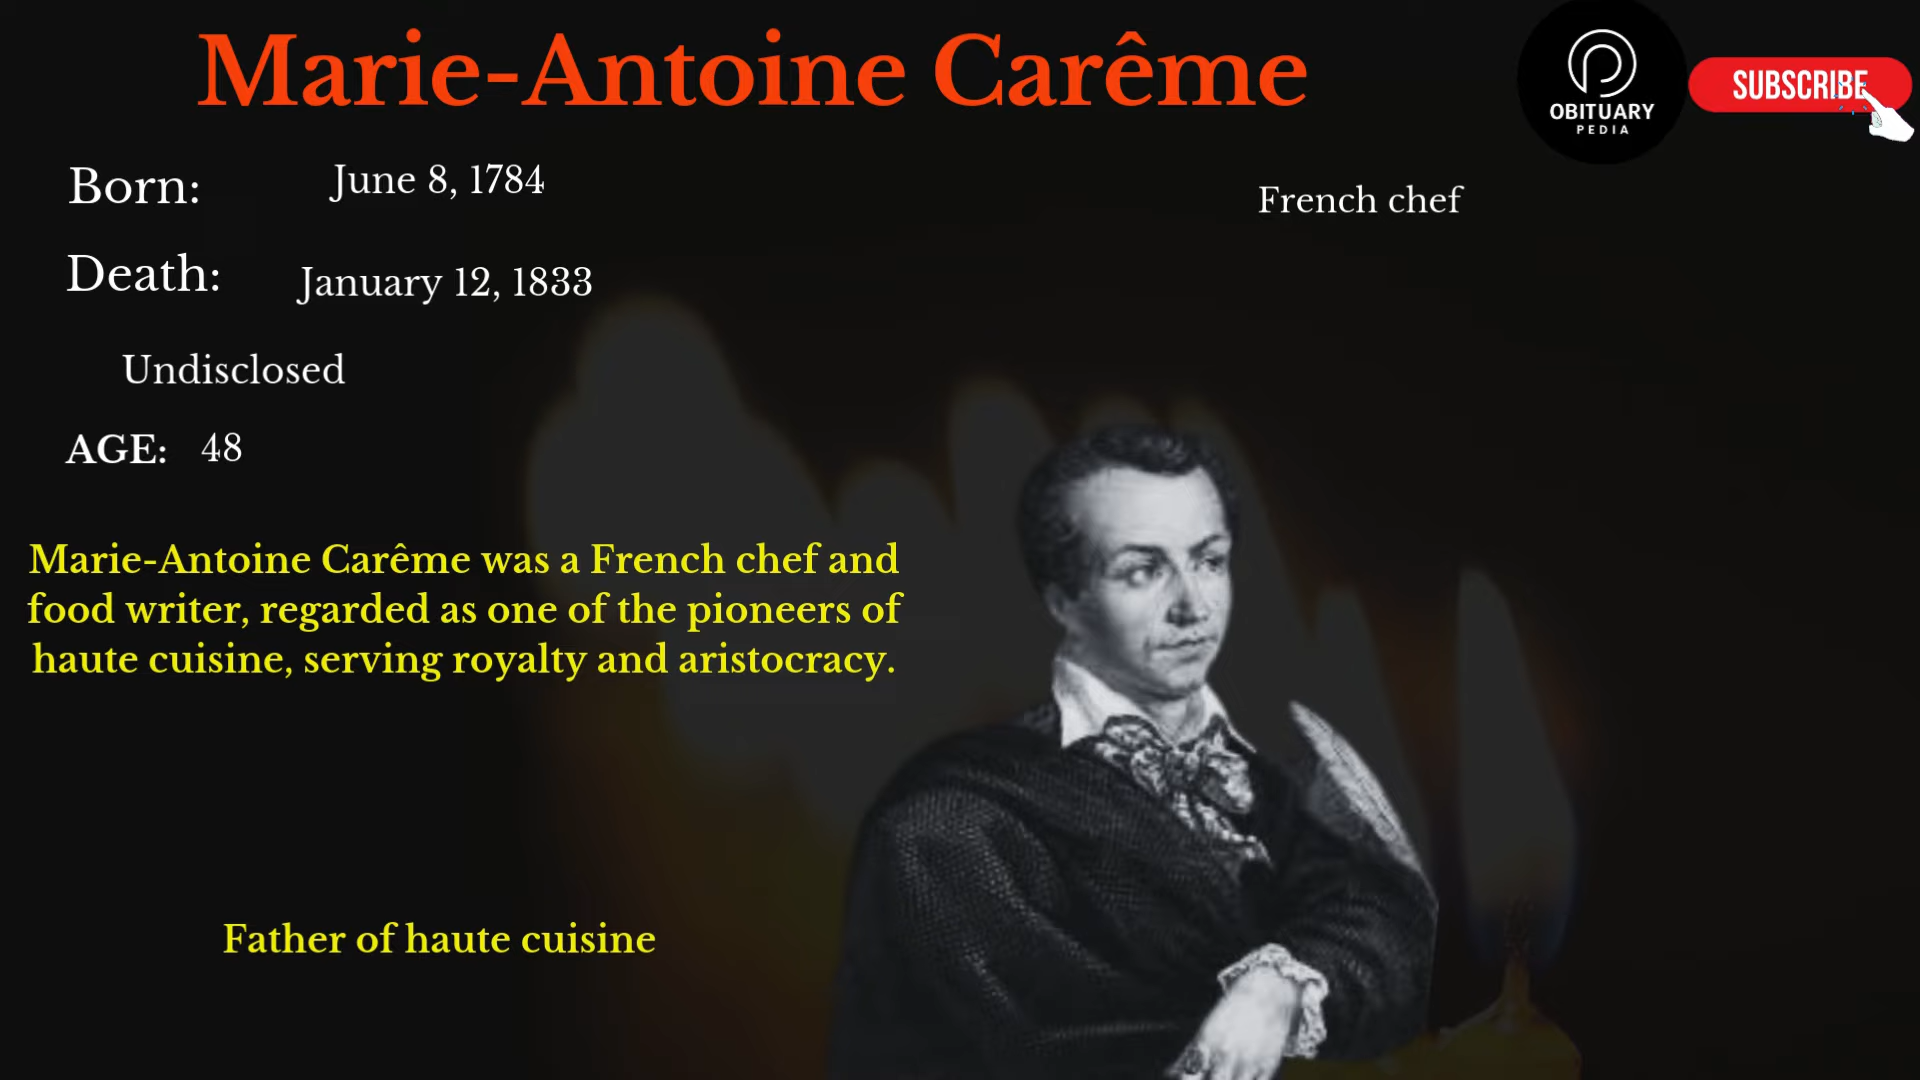 Marie-Antoine Carême
OBITUARY
PEDIA
SUBSCRIBE
Born: June 8, 1784
French chef
Death: January 12, 1833
Undisclosed
AGE: 48
Marie-Antoine Carême was a French chef and
food writer, regarded as one of the pioneers of
haute cuisine, serving royalty and aristocracy.
Father of haute cuisine